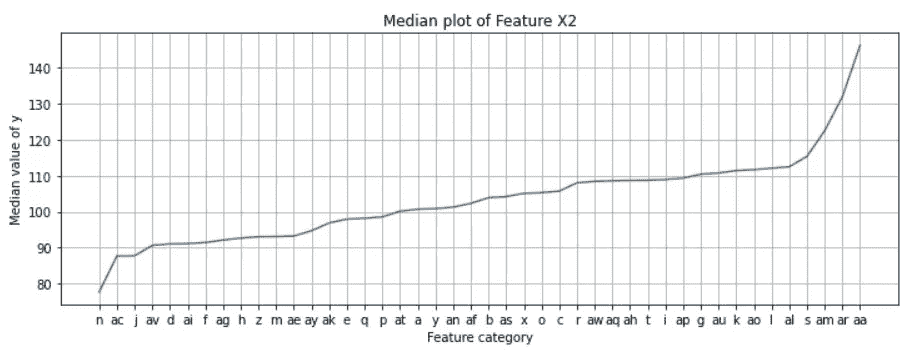 Median plot of Feature X2
Median value of y
140
130
120
110
100
90
80
n ac j av d ai f ag h z m ae ay ak e q p at a y an af b as x o c r aw aq ah t i ap g au k ao l al s am ar aa
Feature category